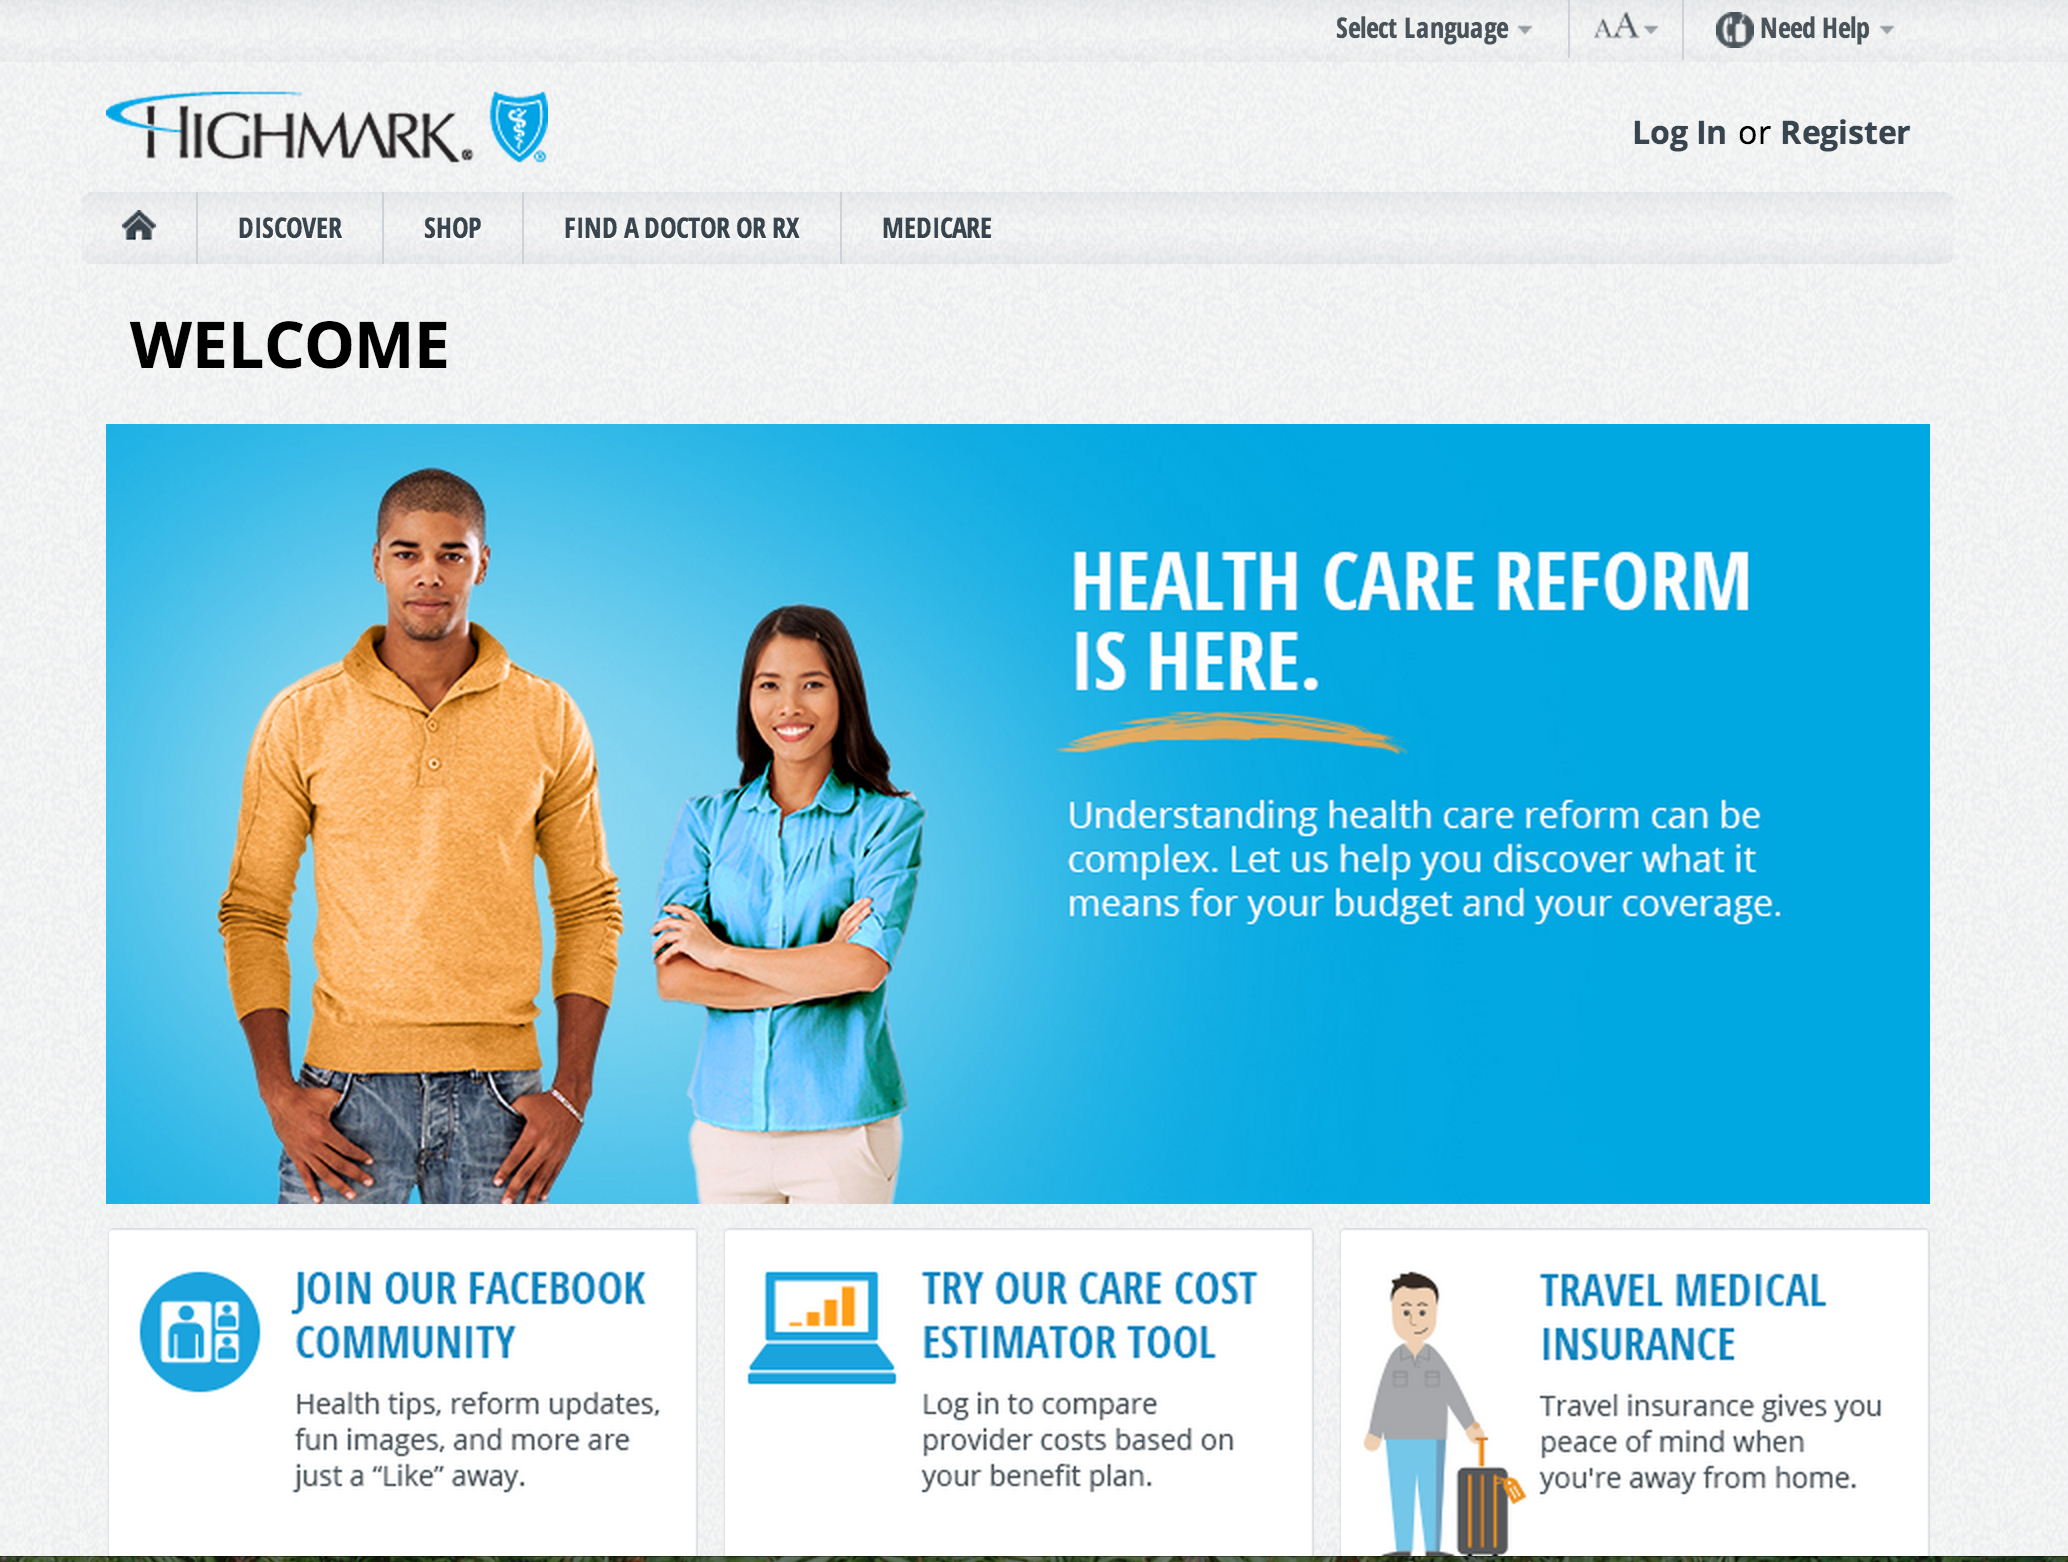 Select Language
AA
Need Help
HIGHMARK.®
®
Log In or Register
DISCOVER
SHOP
FIND A DOCTOR OR RX
MEDICARE
WELCOME
HEALTH CARE REFORM
IS HERE.
Understanding health care reform can be
complex. Let us help you discover what it
means for your budget and your coverage.
JOIN OUR FACEBOOK
COMMUNITY
Health tips, reform updates,
fun images, and more are
just a “Like” away.
TRY OUR CARE COST
ESTIMATOR TOOL
Log in to compare
provider costs based on
your benefit plan.
TRAVEL MEDICAL
INSURANCE
Travel insurance gives you
peace of mind when
you're away from home.